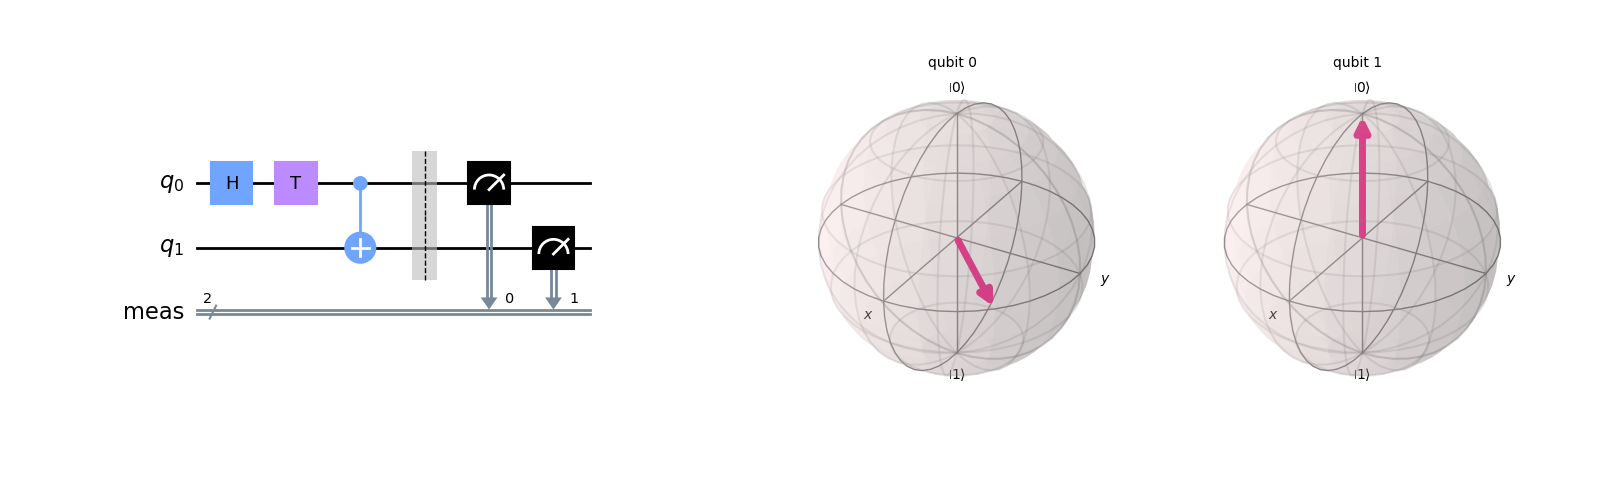 qubit 0
qubit 1
|0⟩
|0⟩
q0 H T
q1
y
y
x
x
2
0
1
meas
|1⟩
|1⟩